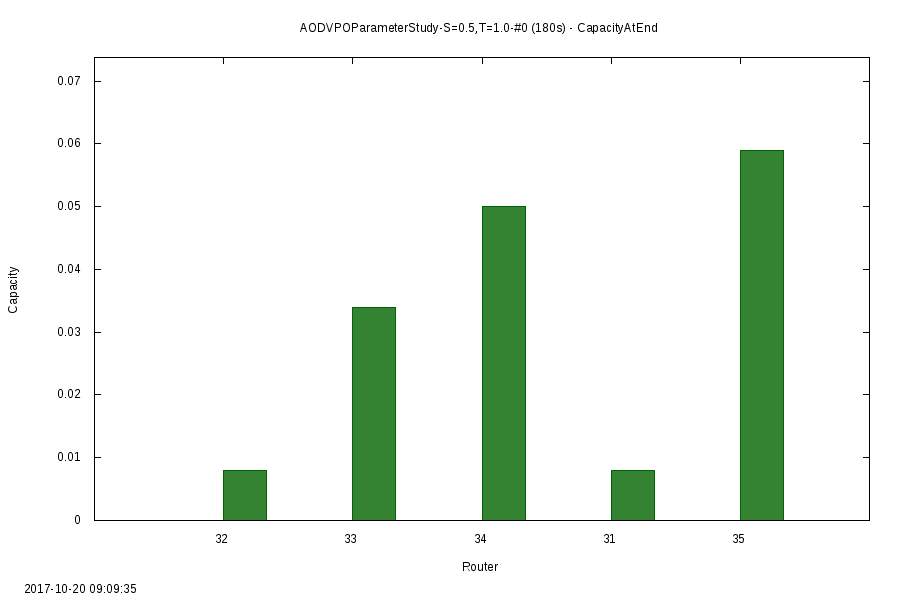 AODVPOParameterStudy-S=0.5,T=1.0-#0 (180s) - CapacityAtEnd
0.07
0.06
0.05
0.04
0.03
0.02
0.01
0
Capacity
32 33 34 31 35
Router
2017-10-20 09:09:35